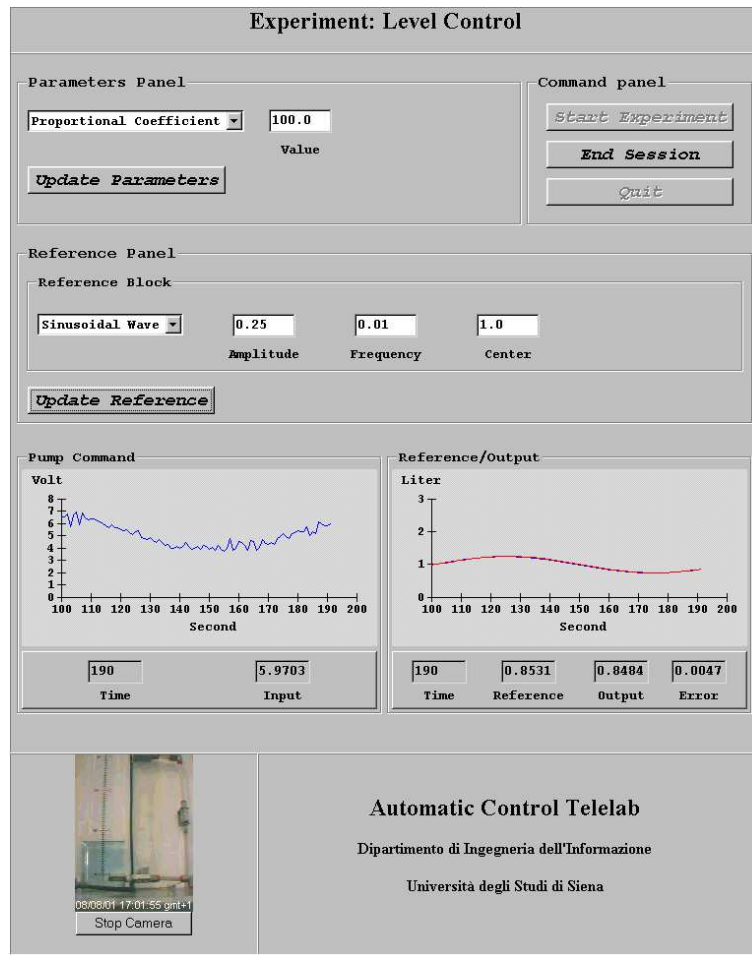 Experiment: Level Control
Parameters Panel
Proportional Coefficient
100.0
Value
Update Parameters
Command panel
Start Experiment
End Session
Quit
Reference Panel
Reference Block
Sinusoidal Wave
0.25
0.01
1.0
Amplitude Frequency Center
Update Reference
Pump Command
Volt
8
7
6
5
4
3
2
1
0
100 110 120 130 140 150 160 170 180 190 200
Second
190
5.9703
Time Input
Reference/Output
Liter
3
2
1
0
100 110 120 130 140 150 160 170 180 190 200
Second
190 0.8531 0.8484 0.0047
Time Reference Output Error
08/08/01 17:01:55 gmt+1
Stop Camera
Automatic Control Telelab
Dipartimento di Ingegneria dell'Informazione
Università degli Studi di Siena